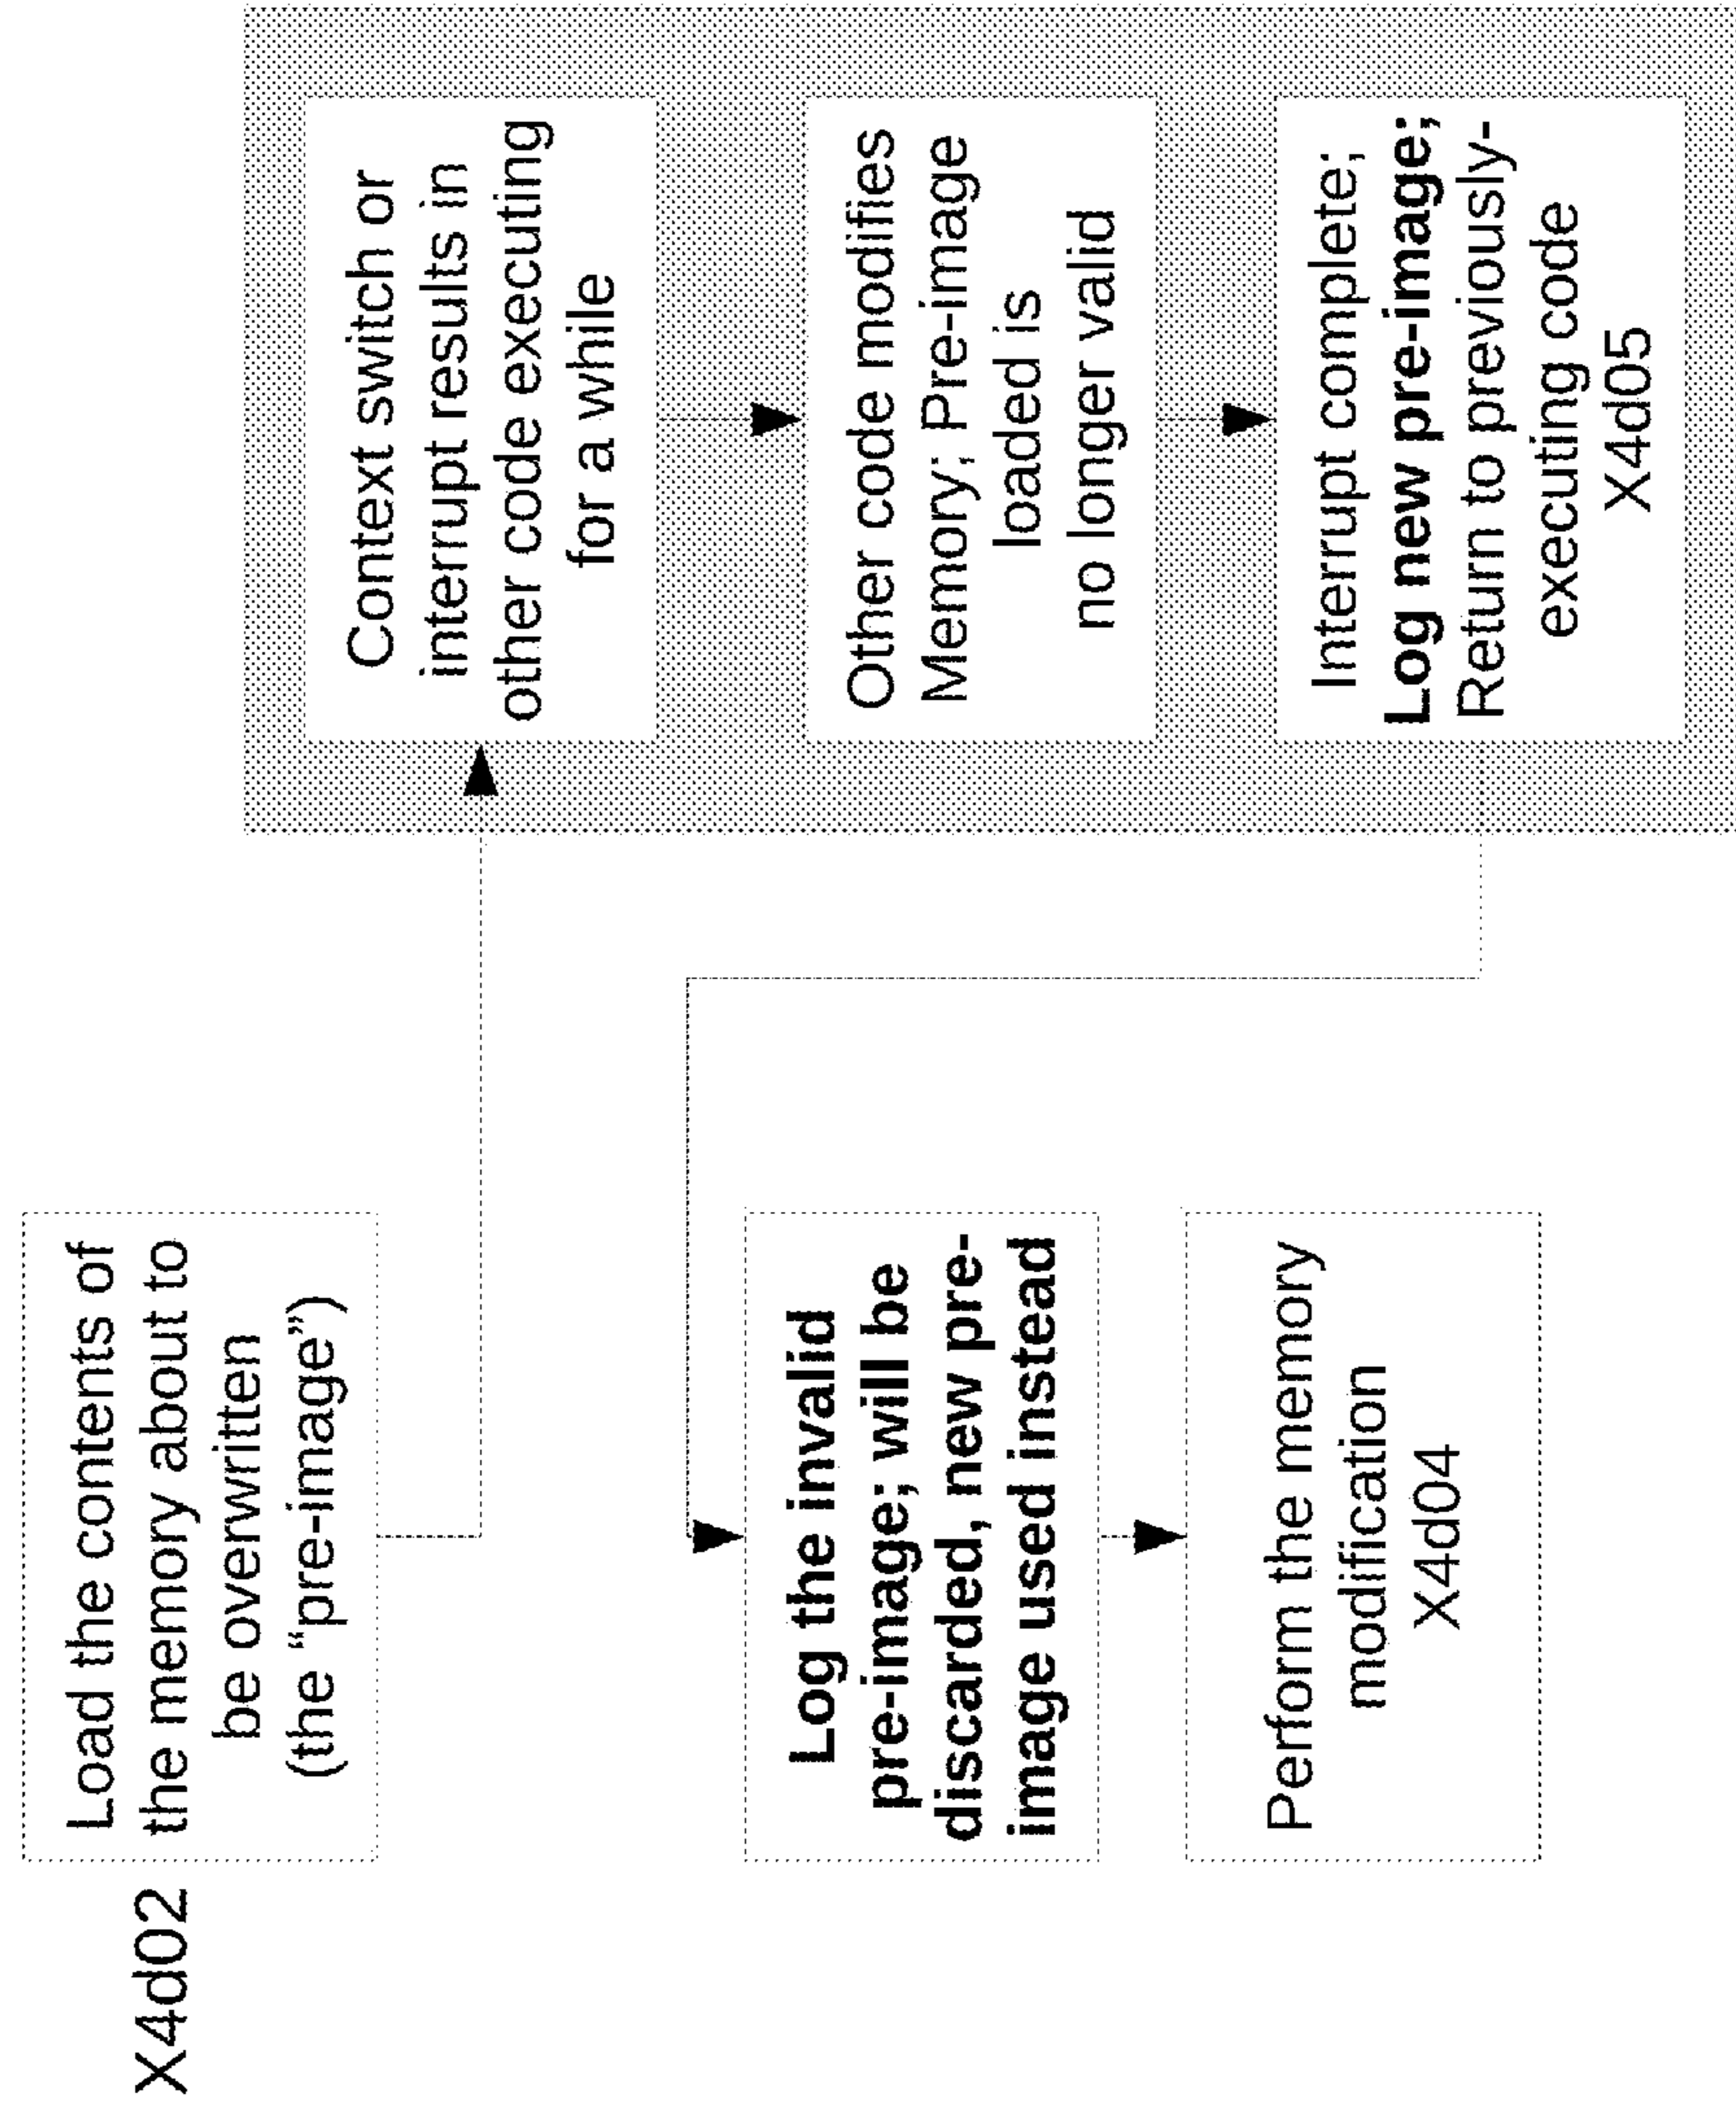 X4d02
Load the contents of
the memory about to
be overwritten
(the “pre-image”)
Context switch or
interrupt results in
other code executing
for a while
Other code modifies
Memory; Pre-image
loaded is
no longer valid
Interrupt complete;
Log new pre-image;
Return to previously-
executing code
X4d05
Log the invalid
pre-image; will be
discarded, new pre-
image used instead
Perform the memory
modification
X4d04